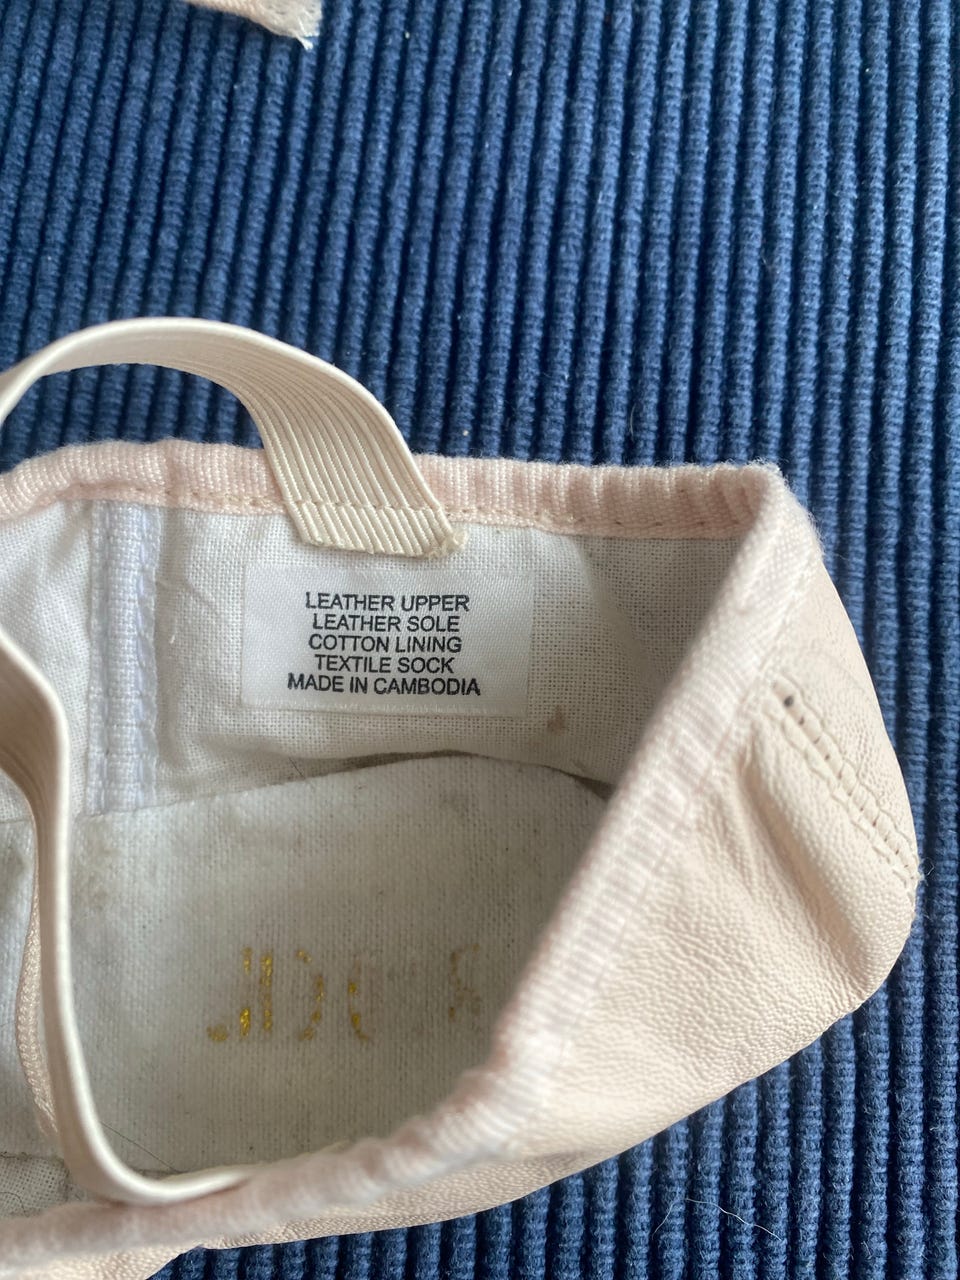 LEATHER UPPER
LEATHER SOLE
COTTON LINING
TEXTILE SOCK
MADE IN CAMBODIA